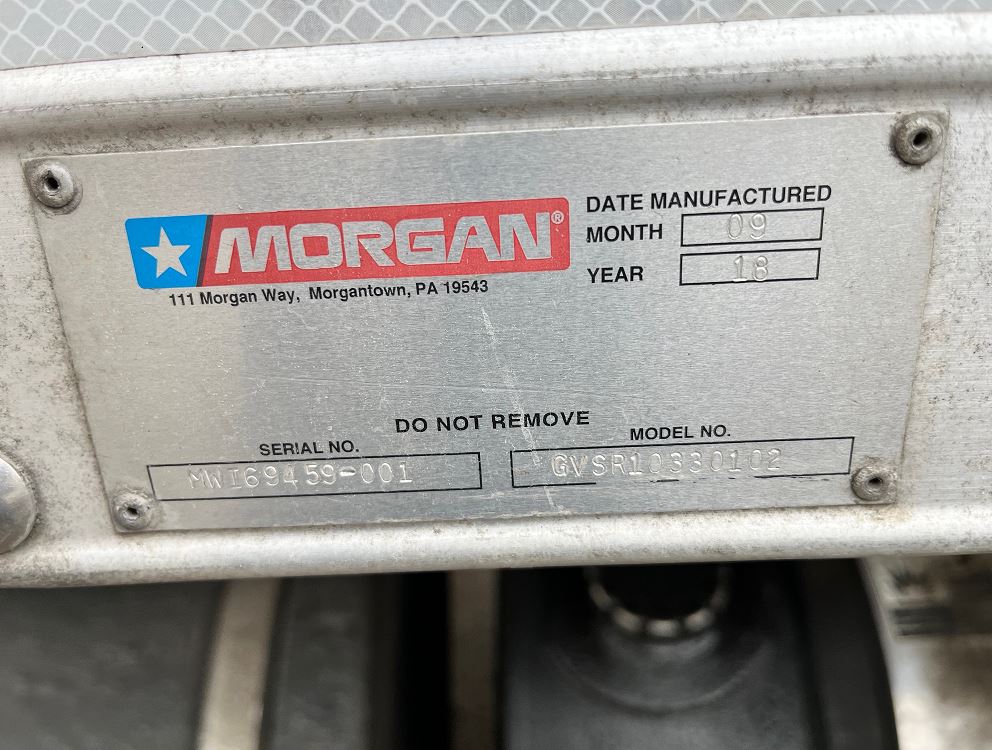 MORGAN®
111 Morgan Way, Morgantown, PA 19543
DATE MANUFACTURED
MONTH 09
YEAR 18
DO NOT REMOVE
SERIAL NO.
MWI69459-001
MODEL NO.
GVSR10330102